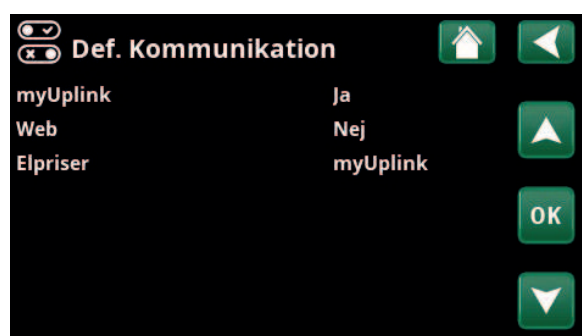 Def. Kommunikation
myUplink Ja
Web Nej
Elpriser myUplink
OK